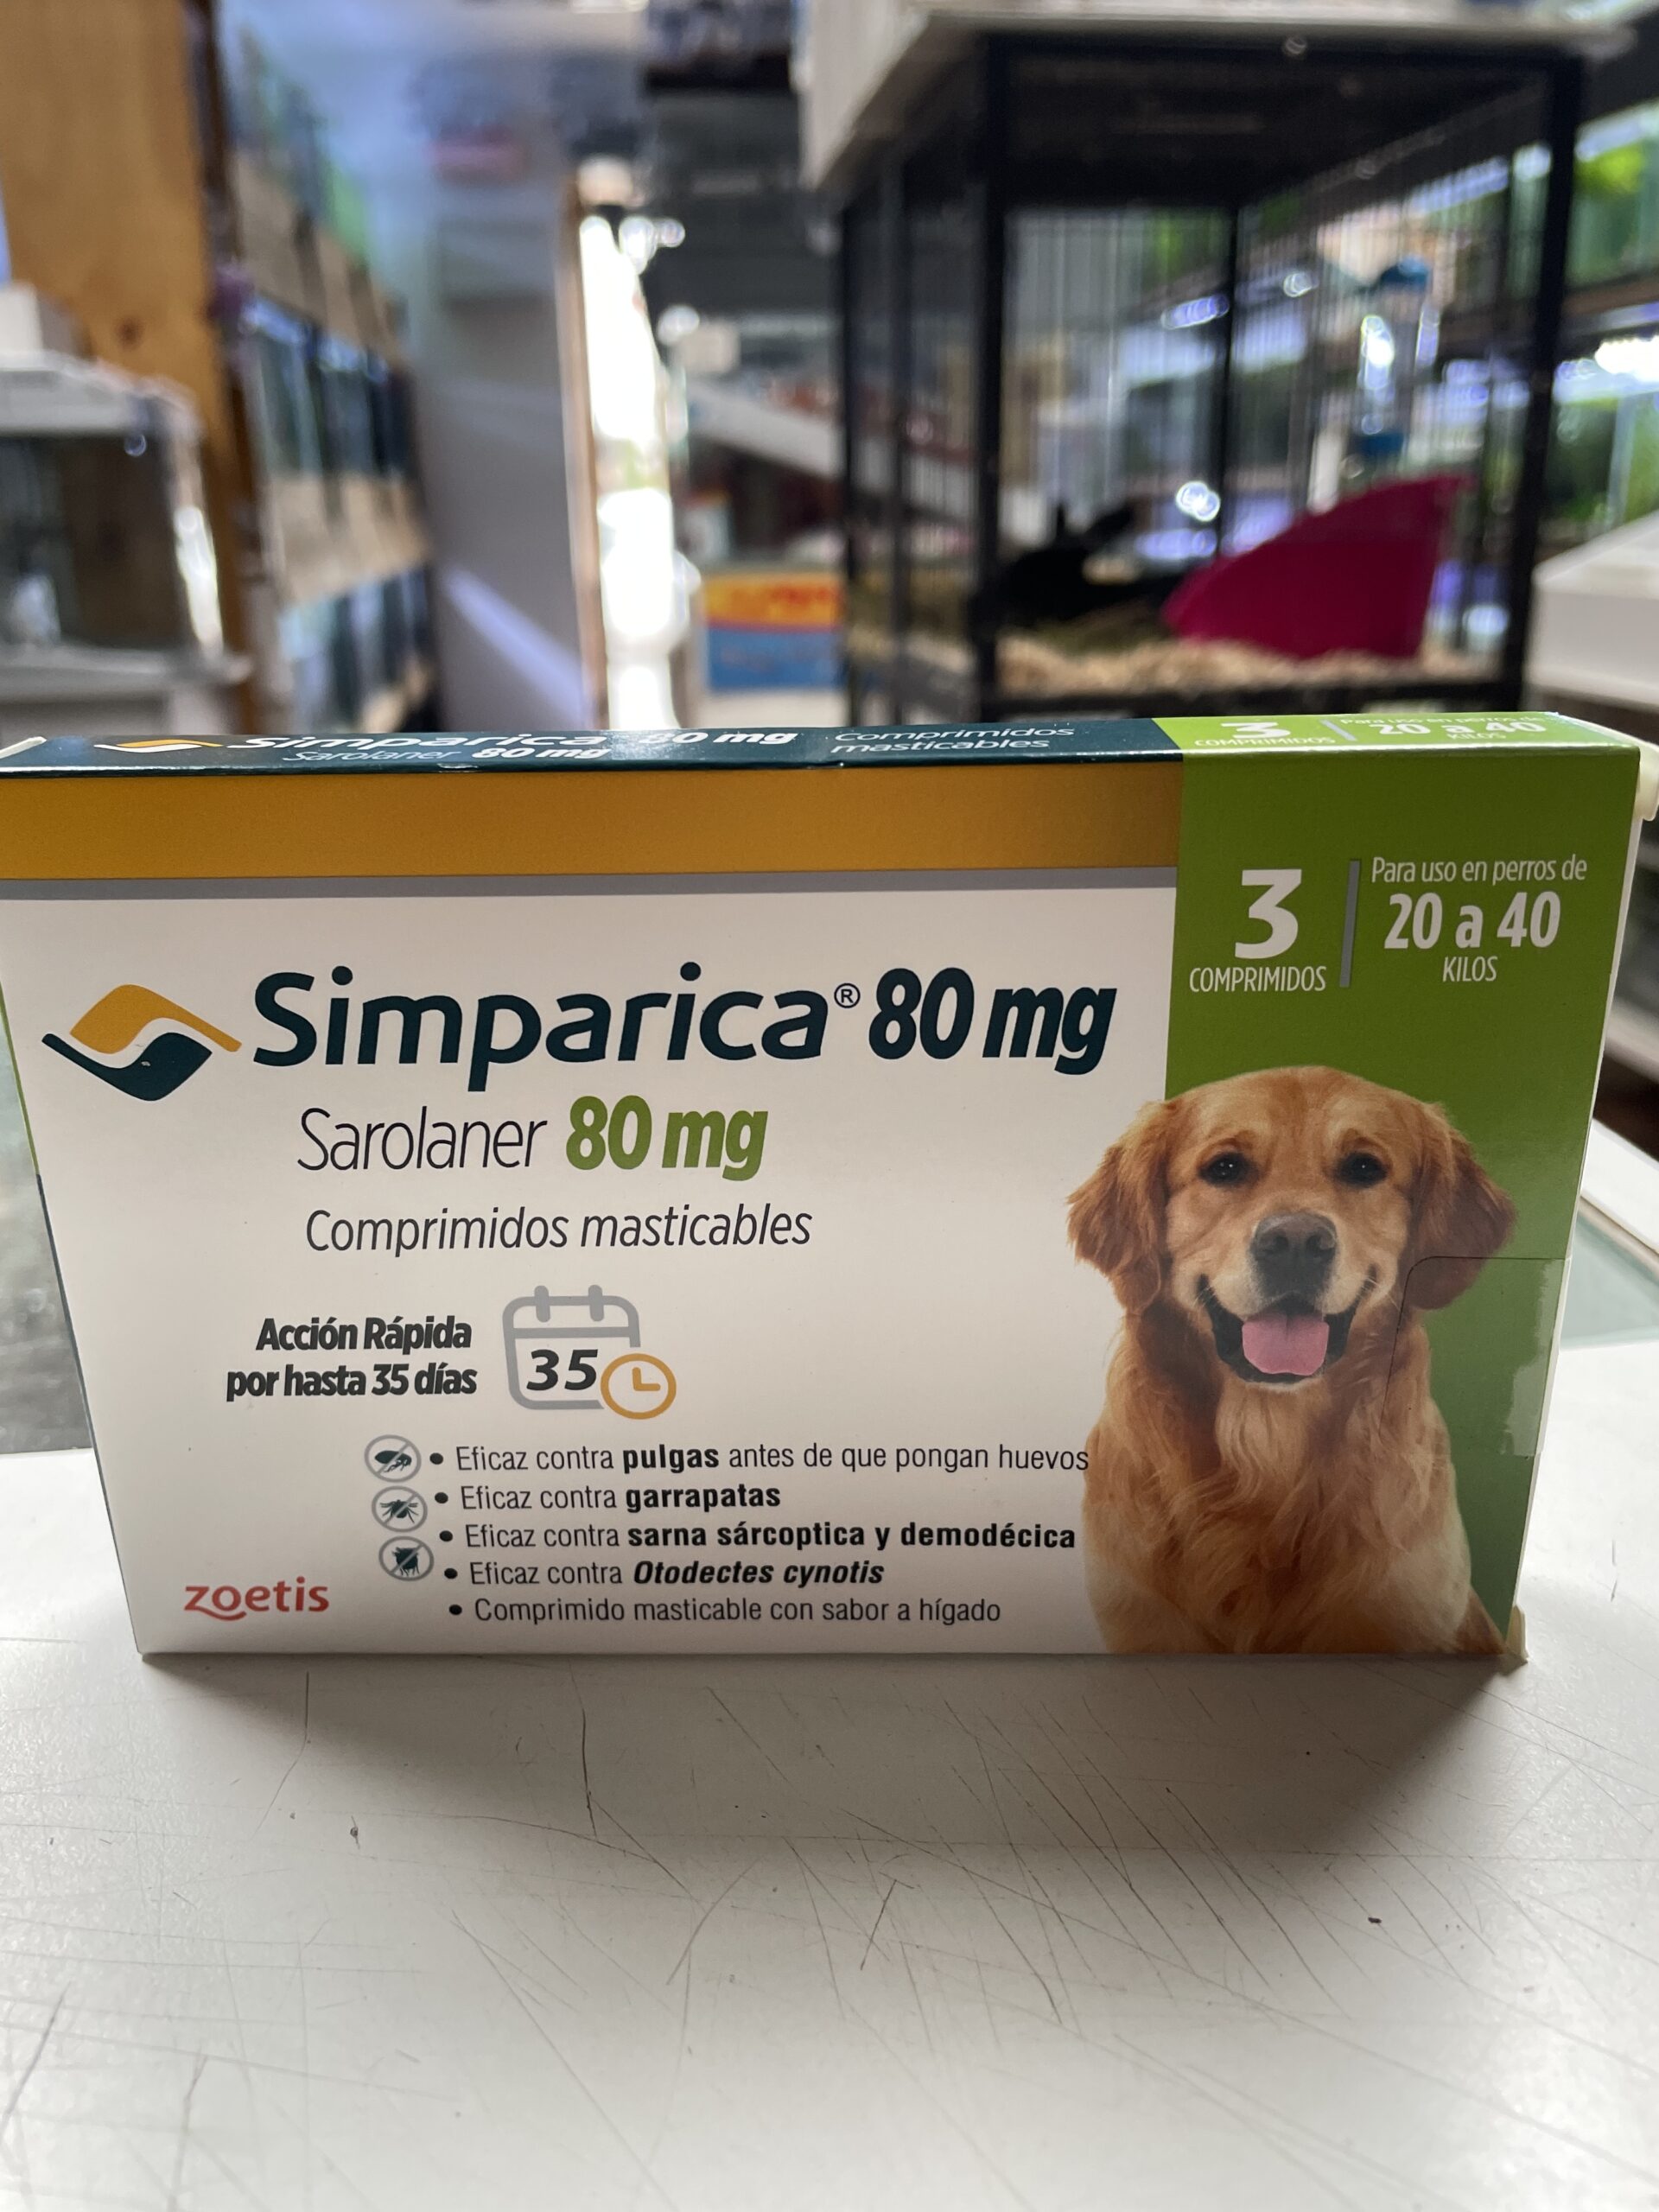 Simparica 80 mg
Sarolaner 80 mg
Comprimidos
masticables
3
COMPRIMIDOS
20 a 40
KILOS
3
COMPRIMIDOS
Para uso en perros de
20 a 40
KILOS
Simparica® 80 mg
Sarolaner 80 mg
Comprimidos masticables
Acción Rápida
por hasta 35 días
35
• Eficaz contra pulgas antes de que pongan huevos
• Eficaz contra garrapatas
• Eficaz contra sarna sárcoptica y demodécica
• Eficaz contra Otodectes cynotis
• Comprimido masticable con sabor a hígado
zoetis